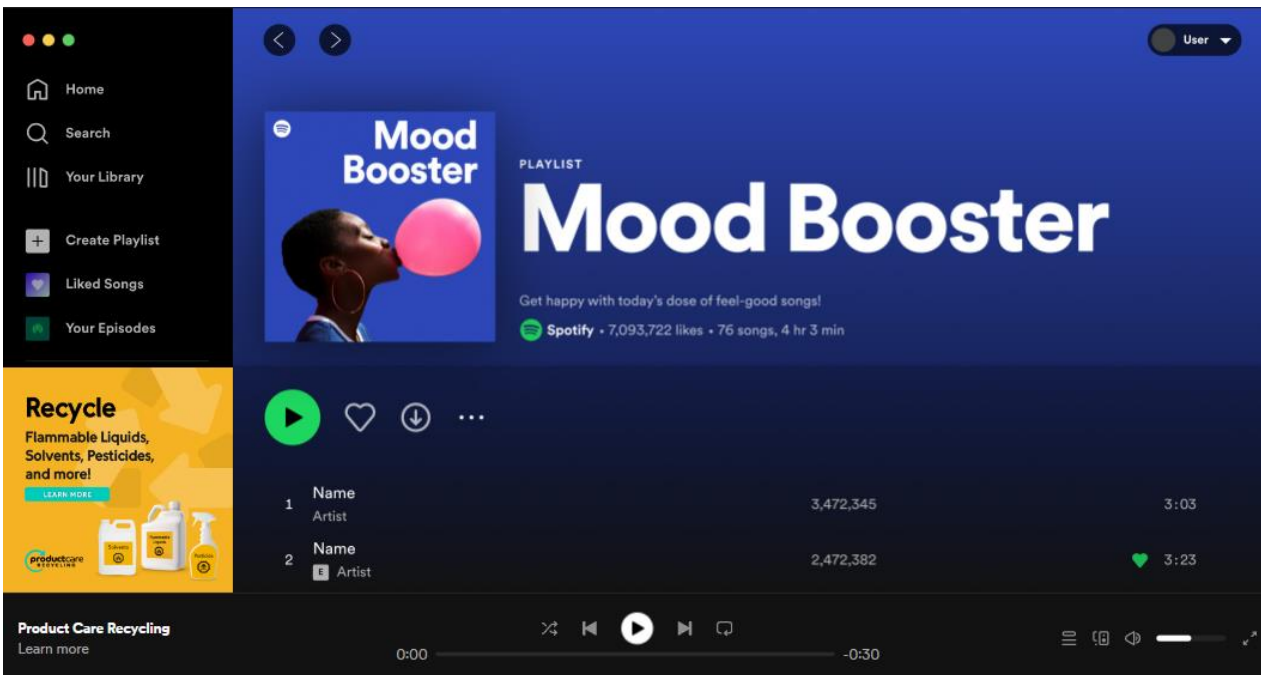 Home
Search
Your Library
Create Playlist
Liked Songs
Your Episodes
Recycle
Flammable Liquids,
Solvents, Pesticides,
and more!
LEARN MORE
Solvents
Flammable
Liquids
Pesticides
productcare
RECYCLING
User
Mood
Booster
PLAYLIST
Mood Booster
Get happy with today's dose of feel-good songs!
Spotify • 7,093,722 likes • 76 songs, 4 hr 3 min
1 Name 3,472,345 3:03
Artist
2 Name 2,472,382 3:23
E Artist
Product Care Recycling
Learn more
0:00 -0:30